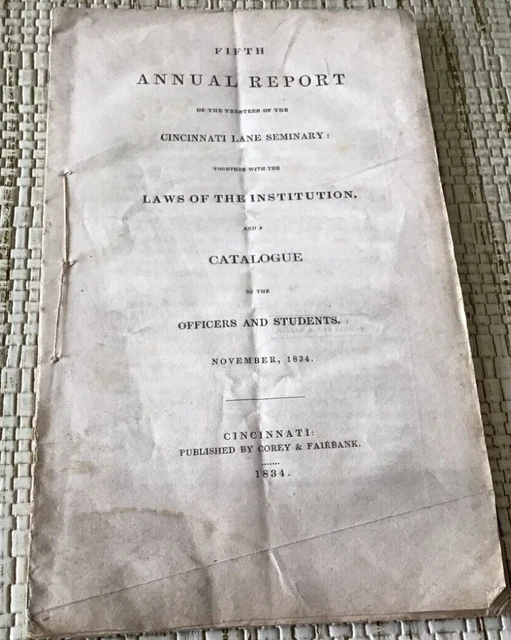 FIFTH
ANNUAL REPORT
OF THE TRUSTEES OF THE
CINCINNATI LANE SEMINARY:
TOGETHER WITH THE
LAWS OF THE INSTITUTION,
AND A
CATALOGUE
OF THE
OFFICERS AND STUDENTS.
NOVEMBER, 1834.
CINCINNATI:
PUBLISHED BY COREY & FAIRBANK.
.......
1834.